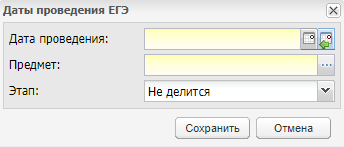 Даты проведения ЕГЭ
Дата проведения:
Предмет:
Этап: Не делится
Сохранить Отмена